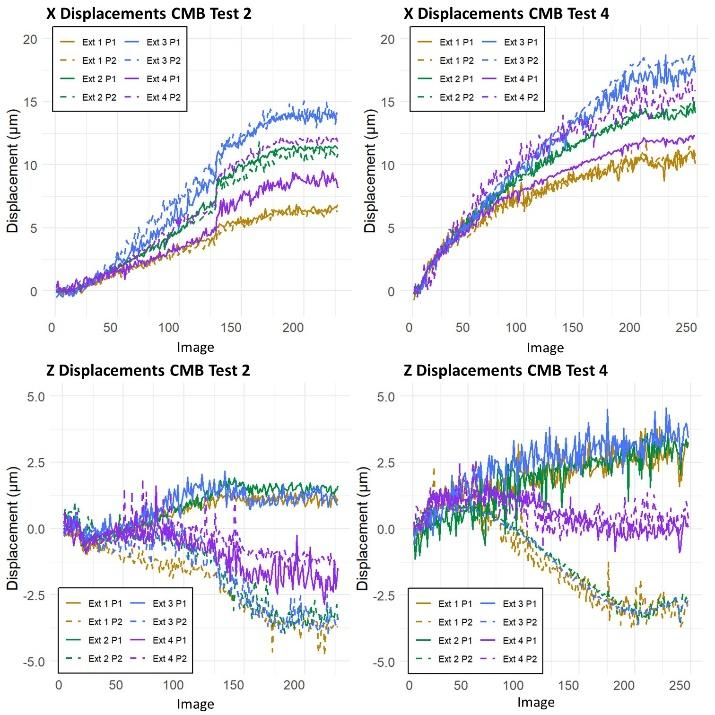 X Displacements CMB Test 2
20
15
10
5
0
Displacement (µm)
Ext 1 P1 Ext 3 P1
Ext 1 P2 Ext 3 P2
Ext 2 P1 Ext 4 P1
Ext 2 P2 Ext 4 P2
0 50 100 150 200
Image
X Displacements CMB Test 4
20
15
10
5
0
Displacement (µm)
Ext 1 P1 Ext 3 P1
Ext 1 P2 Ext 3 P2
Ext 2 P1 Ext 4 P1
Ext 2 P2 Ext 4 P2
0 50 100 150 200 250
Image
Z Displacements CMB Test 2
5.0
2.5
0.0
-2.5
-5.0
Displacement (µm)
Ext 1 P1 Ext 3 P1
Ext 1 P2 Ext 3 P2
Ext 2 P1 Ext 4 P1
Ext 2 P2 Ext 4 P2
0 50 100 150 200
Image
Z Displacements CMB Test 4
5.0
2.5
0.0
-2.5
-5.0
Displacement (µm)
Ext 1 P1 Ext 3 P1
Ext 1 P2 Ext 3 P2
Ext 2 P1 Ext 4 P1
Ext 2 P2 Ext 4 P2
0 50 100 150 200 250
Image